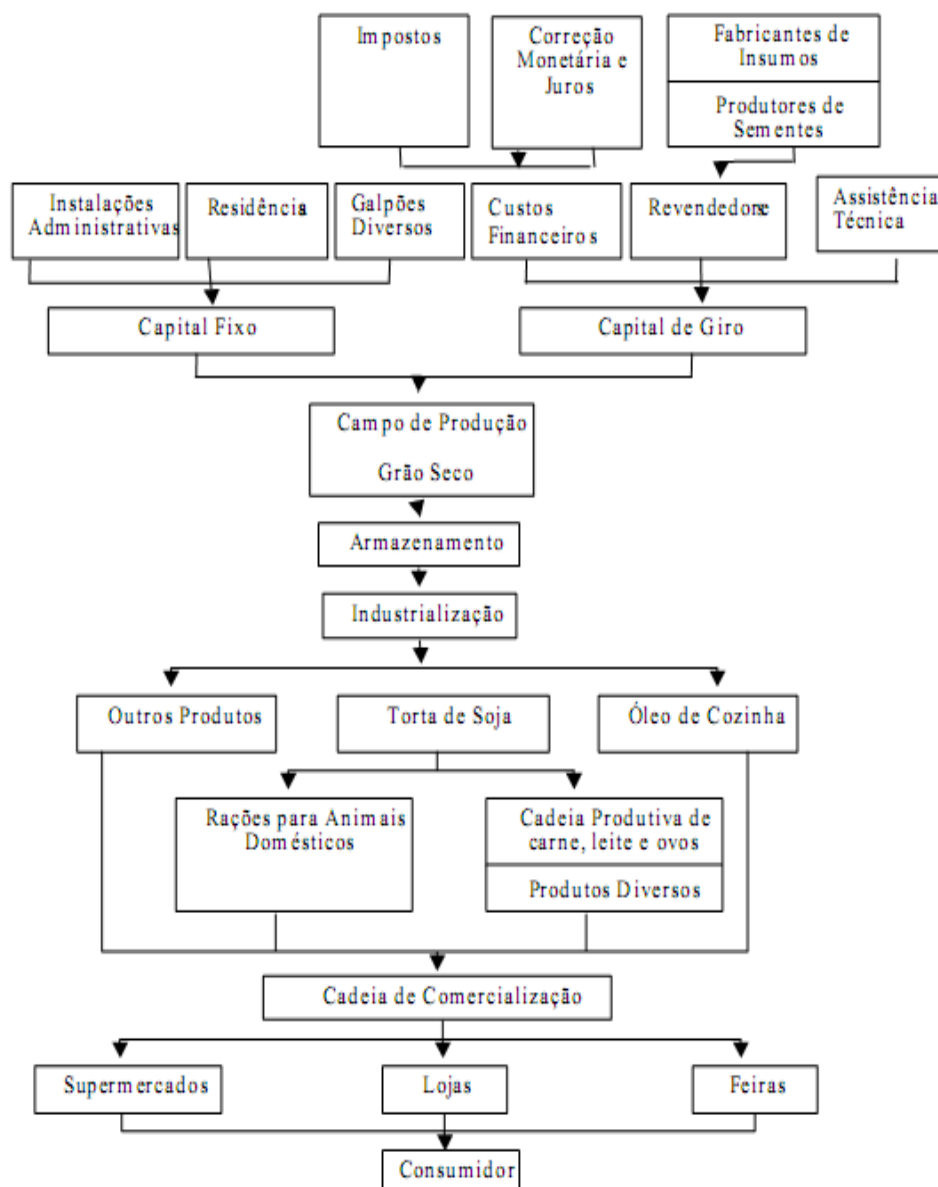 Impostos
Correção
Monetária e
Juros
Fabricantes de
Insumos
Produtores de
Sementes
Instalações
Administrativas
Residência
Galpões
Diversos
Custos
Financeiros
Revendedorse
Assistência
Técnica
Capital Fixo
Capital de Giro
Campo de Produção
Grão Seco
Armazenamento
Industrialização
Outros Produtos
Torta de Soja
Óleo de Cozinha
Rações para Animais
Domésticos
Cadeia Produtiva de
carne, leite e ovos
Produtos Diversos
Cadeia de Comercialização
Supermercados
Lojas
Feiras
Consumidor